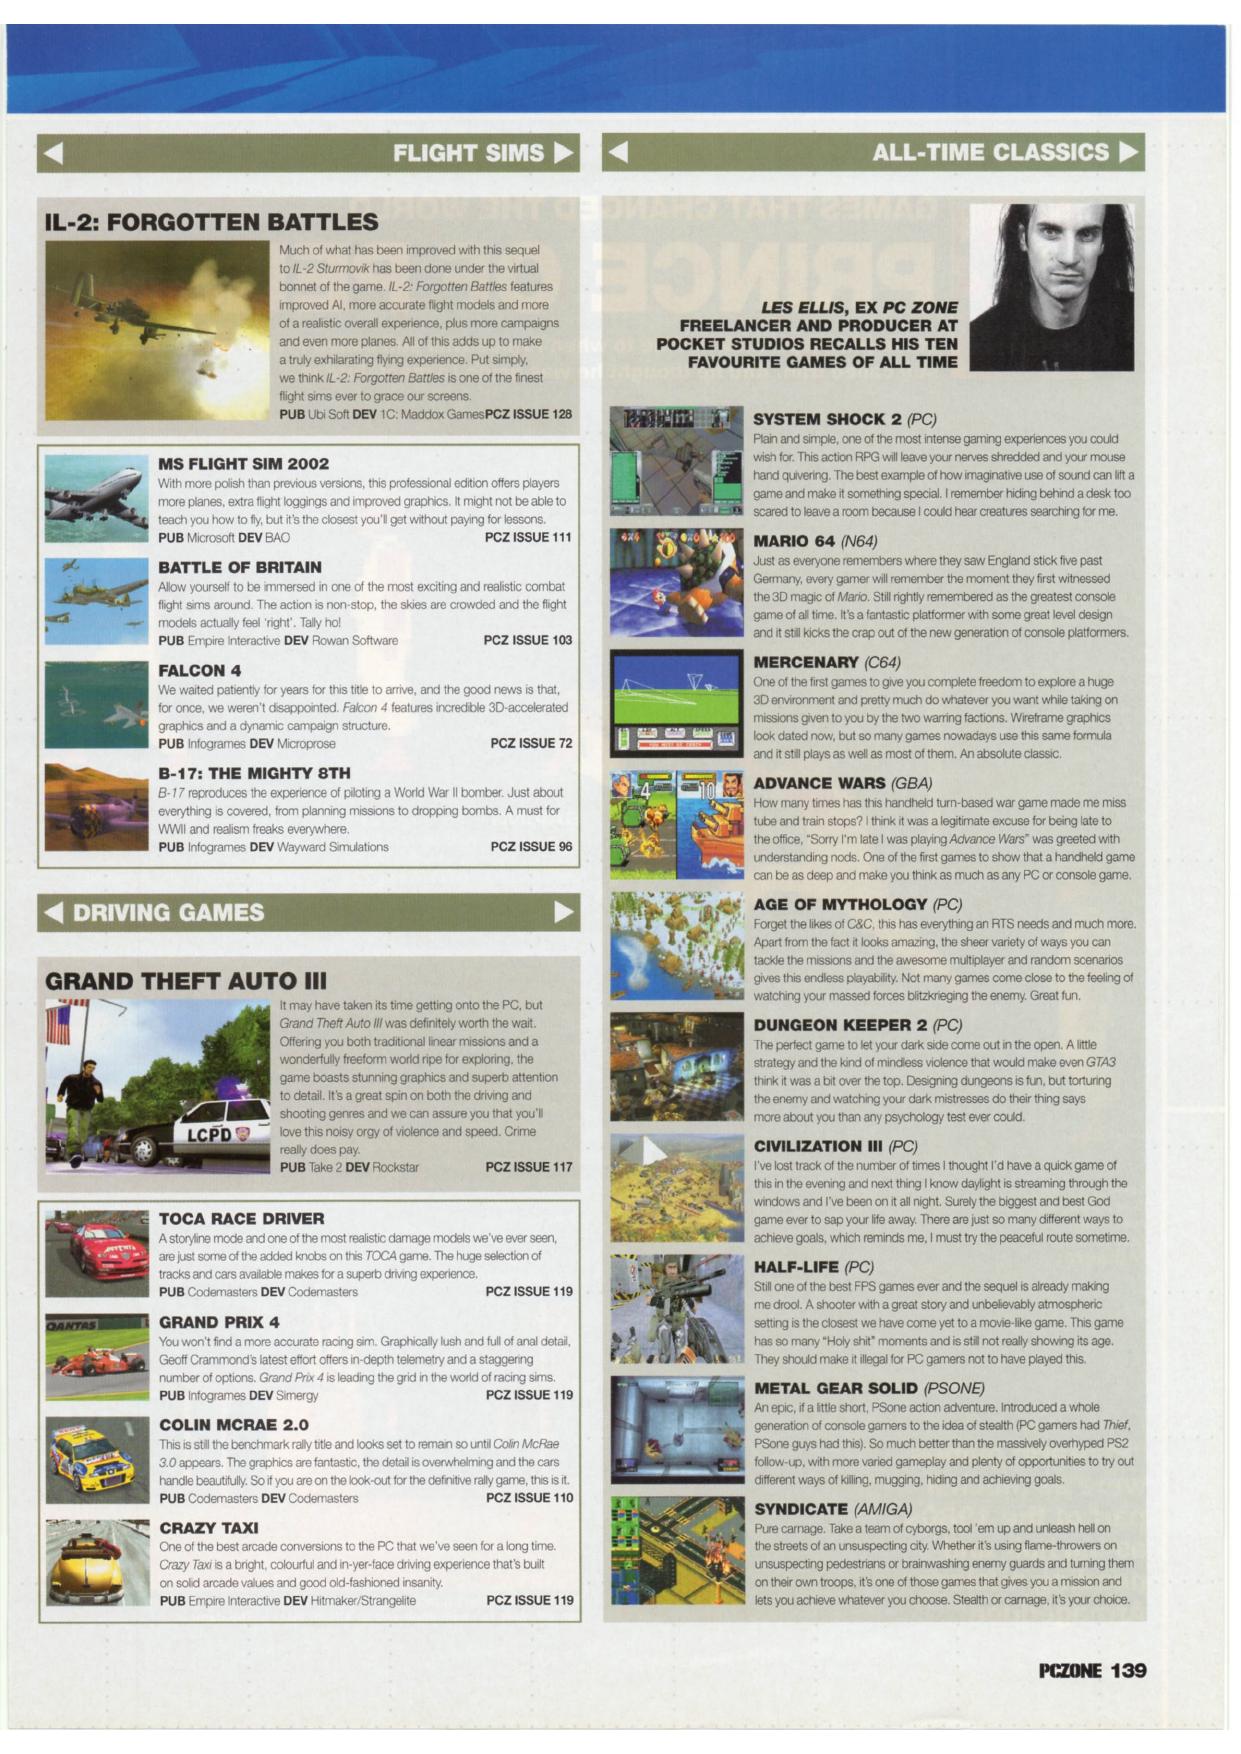 FLIGHT SIMS
IL-2: FORGOTTEN BATTLES
Much of what has been improved with this sequel
to IL-2 Sturmovik has been done under the virtual
bonnet of the game. IL-2: Forgotten Battles features
improved AI, more accurate flight models and more
of a realistic overall experience, plus more campaigns
and even more planes. All of this adds up to make
a truly exhilarating flying experience. Put simply,
we think IL-2: Forgotten Battles is one of the finest
flight sims ever to grace our screens.
PUB Ubi Soft DEV 1C: Maddox Games PCZ ISSUE 128
MS FLIGHT SIM 2002
With more polish than previous versions, this professional edition offers players
more planes, extra flight loggings and improved graphics. It might not be able to
teach you how to fly, but it's the closest you'll get without paying for lessons.
PUB Microsoft DEV BAO PCZ ISSUE 111
BATTLE OF BRITAIN
Allow yourself to be immersed in one of the most exciting and realistic combat
flight sims around. The action is non-stop, the skies are crowded and the flight
models actually feel 'right'. Tally ho!
PUB Empire Interactive DEV Rowan Software PCZ ISSUE 103
FALCON 4
We waited patiently for years for this title to arrive, and the good news is that,
for once, we weren't disappointed. Falcon 4 features incredible 3D-accelerated
graphics and a dynamic campaign structure.
PUB Infogrames DEV Microprose PCZ ISSUE 72
B-17: THE MIGHTY 8TH
B-17 reproduces the experience of piloting a World War II bomber. Just about
everything is covered, from planning missions to dropping bombs. A must for
WWII and realism freaks everywhere.
PUB Infogrames DEV Wayward Simulations PCZ ISSUE 96
DRIVING GAMES
GRAND THEFT AUTO III
LCPD
It may have taken its time getting onto the PC, but
Grand Theft Auto III was definitely worth the wait.
Offering you both traditional linear missions and a
wonderfully freeform world ripe for exploring, the
game boasts stunning graphics and superb attention
to detail. It's a great spin on both the driving and
shooting genres and we can assure you that you'll
love this noisy orgy of violence and speed. Crime
really does pay.
PUB Take 2 DEV Rockstar PCZ ISSUE 117
TOCA RACE DRIVER
A storyline mode and one of the most realistic damage models we've ever seen,
are just some of the added knobs on this TOCA game. The huge selection of
tracks and cars available makes for a superb driving experience.
PUB Codemasters DEV Codemasters PCZ ISSUE 119
QANTAS
GRAND PRIX 4
You won't find a more accurate racing sim. Graphically lush and full of anal detail,
Geoff Crammond's latest effort offers in-depth telemetry and a staggering
number of options. Grand Prix 4 is leading the grid in the world of racing sims.
PUB Infogrames DEV Simergy PCZ ISSUE 119
COLIN MCRAE 2.0
This is still the benchmark rally title and looks set to remain so until Colin McRae
3.0 appears. The graphics are fantastic, the detail is overwhelming and the cars
handle beautifully. So if you are on the look-out for the definitive rally game, this is it.
PUB Codemasters DEV Codemasters PCZ ISSUE 110
CRAZY TAXI
One of the best arcade conversions to the PC that we've seen for a long time.
Crazy Taxi is a bright, colourful and in-yer-face driving experience that's built
on solid arcade values and good old-fashioned insanity.
PUB Empire Interactive DEV Hitmaker/Strangelite PCZ ISSUE 119
ALL-TIME CLASSICS
LES ELLIS, EX PC ZONE
FREELANCER AND PRODUCER AT
POCKET STUDIOS RECALLS HIS TEN
FAVOURITE GAMES OF ALL TIME
SYSTEM SHOCK 2 (PC)
Plain and simple, one of the most intense gaming experiences you could
wish for. This action RPG will leave your nerves shredded and your mouse
hand quivering. The best example of how imaginative use of sound can lift a
game and make it something special. I remember hiding behind a desk too
scared to leave a room because I could hear creatures searching for me.
MARIO 64 (N64)
Just as everyone remembers where they saw England stick five past
Germany, every gamer will remember the moment they first witnessed
the 3D magic of Mario. Still rightly remembered as the greatest console
game of all time. It's a fantastic platformer with some great level design
and it still kicks the crap out of the new generation of console platformers.
MERCENARY (C64)
One of the first games to give you complete freedom to explore a huge
3D environment and pretty much do whatever you want while taking on
missions given to you by the two warring factions. Wireframe graphics
look dated now, but so many games nowadays use this same formula
and it still plays as well as most of them. An absolute classic.
ADVANCE WARS (GBA)
How many times has this handheld turn-based war game made me miss
tube and train stops? I think it was a legitimate excuse for being late to
the office, "Sorry I'm late I was playing Advance Wars" was greeted with
understanding nods. One of the first games to show that a handheld game
can be as deep and make you think as much as any PC or console game.
AGE OF MYTHOLOGY (PC)
Forget the likes of C&C, this has everything an RTS needs and much more.
Apart from the fact it looks amazing, the sheer variety of ways you can
tackle the missions and the awesome multiplayer and random scenarios
gives this endless playability. Not many games come close to the feeling of
watching your massed forces blitzkrieging the enemy. Great fun.
DUNGEON KEEPER 2 (PC)
The perfect game to let your dark side come out in the open. A little
strategy and the kind of mindless violence that would make even GTA3
think it was a bit over the top. Designing dungeons is fun, but torturing
the enemy and watching your dark mistresses do their thing says
more about you than any psychology test ever could.
CIVILIZATION III (PC)
I've lost track of the number of times I thought I'd have a quick game of
this in the evening and next thing I know daylight is streaming through the
windows and I've been on it all night. Surely the biggest and best God
game ever to sap your life away. There are just so many different ways to
achieve goals, which reminds me, I must try the peaceful route sometime.
HALF-LIFE (PC)
Still one of the best FPS games ever and the sequel is already making
me drool. A shooter with a great story and unbelievably atmospheric
setting is the closest we have come yet to a movie-like game. This game
has so many "Holy shit" moments and is still not really showing its age.
They should make it illegal for PC gamers not to have played this.
METAL GEAR SOLID (PSONE)
An epic, if a little short, PSone action adventure. Introduced a whole
generation of console gamers to the idea of stealth (PC gamers had Thief,
PSone guys had this). So much better than the massively overhyped PS2
follow-up, with more varied gameplay and plenty of opportunities to try out
different ways of killing, mugging, hiding and achieving goals.
SYNDICATE (AMIGA)
Pure carnage. Take a team of cyborgs, tool 'em up and unleash hell on
the streets of an unsuspecting city. Whether it's using flame-throwers on
unsuspecting pedestrians or brainwashing enemy guards and turning them
on their own troops, it's one of those games that gives you a mission and
lets you achieve whatever you choose. Stealth or carnage, it's your choice.
PCZONE 139